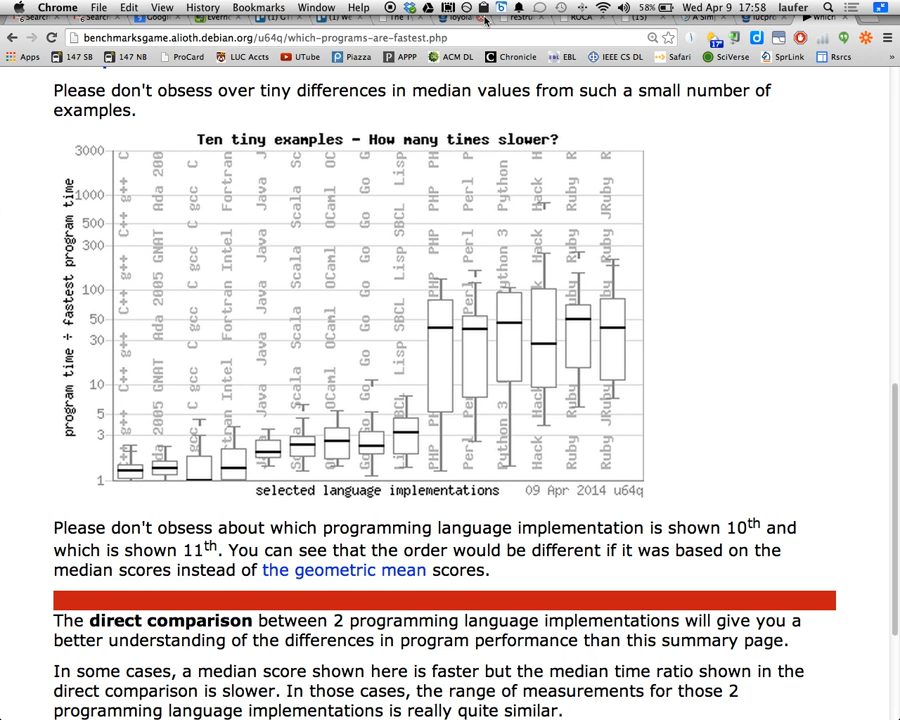 Chrome File Edit View History Bookmarks Window Help 58% Wed Apr 9 17:58 laufer
benchmarksgame.alioth.debian.org/u64q/which-programs-are-fastest.php
Apps 147 SB 147 NB ProCard LUC Accts UTube Piazza APPP ACM DL Chronicle EBL IEEE CS DL Safari SciVerse SprLink Rsrcs
Please don't obsess over tiny differences in median values from such a small number of
examples.
Ten tiny examples – How many times slower?
program time ÷ fastest program time
3000
1000
500
300
100
50
30
10
5
3
1
C++ g++
Ada 2005 GNAT
C gcc
Fortran Intel
Java
Scala
OCaml
Go
Lisp SBCL
PHP
Perl
Python 3
Hack
Ruby
Ruby JRuby
selected language implementations 09 Apr 2014 u64q
Please don't obsess about which programming language implementation is shown 10th and
which is shown 11th. You can see that the order would be different if it was based on the
median scores instead of the geometric mean scores.
The direct comparison between 2 programming language implementations will give you a
better understanding of the differences in program performance than this summary page.
In some cases, a median score shown here is faster but the median time ratio shown in the
direct comparison is slower. In those cases, the range of measurements for those 2
programming language implementations is really quite similar.